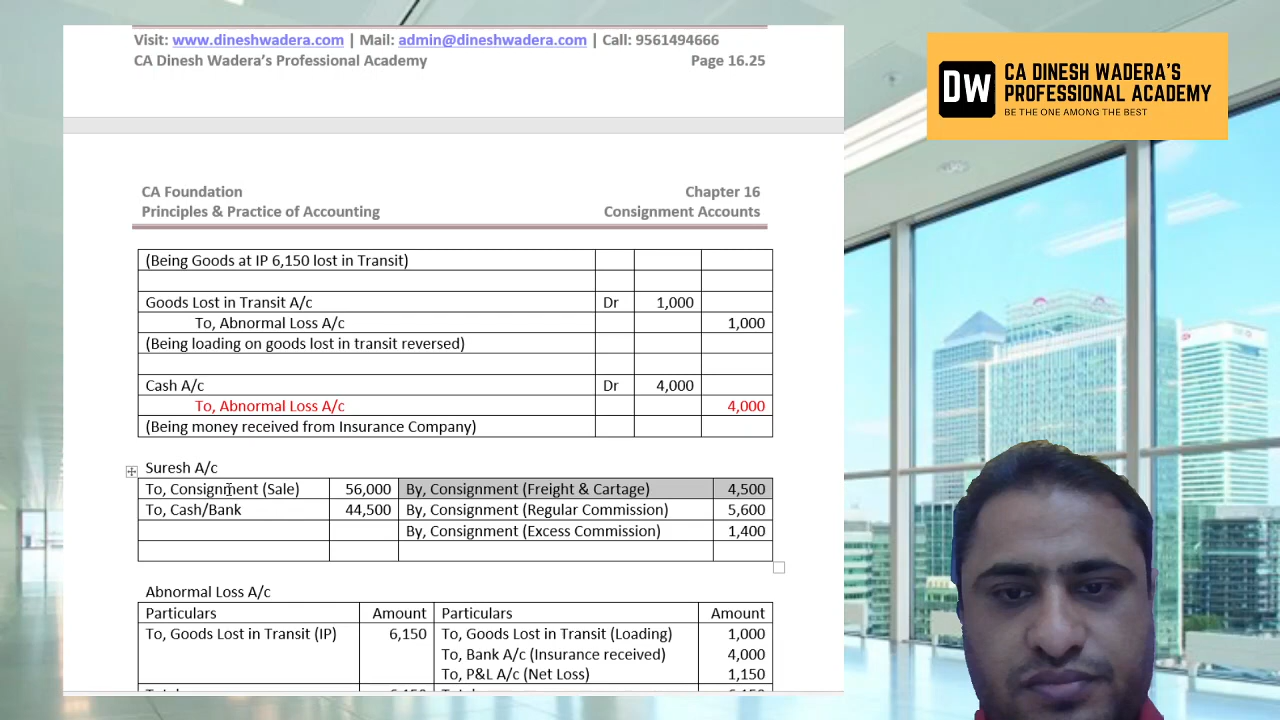 Visit: www.dineshwadera.com | Mail: admin@dineshwadera.com | Call: 9561494666
CA Dinesh Wadera's Professional Academy Page 16.25
DW CA DINESH WADERA'S
PROFESSIONAL ACADEMY
BE THE ONE AMONG THE BEST
CA Foundation Chapter 16
Principles & Practice of Accounting Consignment Accounts
(Being Goods at IP 6,150 lost in Transit)
Goods Lost in Transit A/c Dr 1,000
To, Abnormal Loss A/c 1,000
(Being loading on goods lost in transit reversed)
Cash A/c Dr 4,000
To, Abnormal Loss A/c 4,000
(Being money received from Insurance Company)
Suresh A/c
To, Consignment (Sale) 56,000 By, Consignment (Freight & Cartage) 4,500
To, Cash/Bank 44,500 By, Consignment (Regular Commission) 5,600
By, Consignment (Excess Commission) 1,400
Abnormal Loss A/c
Particulars Amount Particulars Amount
To, Goods Lost in Transit (IP) 6,150 To, Goods Lost in Transit (Loading) 1,000
To, Bank A/c (Insurance received) 4,000
To, P&L A/c (Net Loss) 1,150